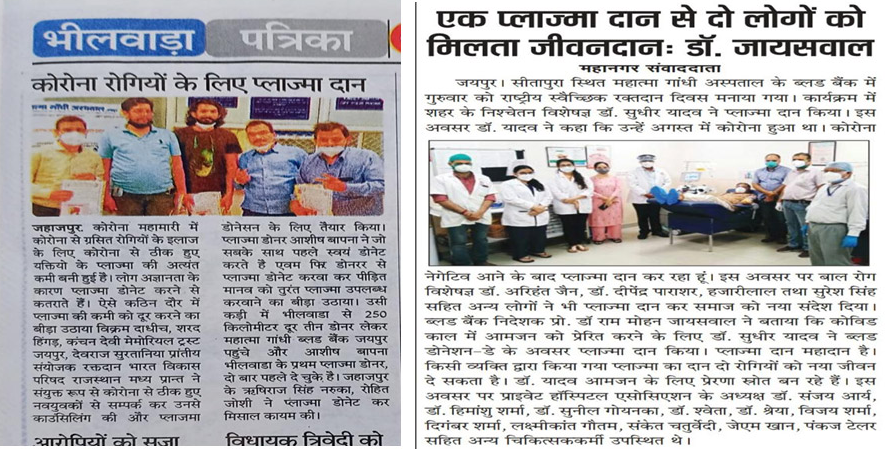 भीलवाड़ा पत्रिका
कोरोना रोगियों के लिए प्लाज्मा दान
जहाजपुर. कोरोना महामारी में
कोरोना से ग्रसित रोगियों के इलाज
के लिए कोरोना से ठीक हुए
यक्तियो के प्लाज्मा की अत्यंत
कमी बनी हुई है। लोग अज्ञानता के
कारण प्लाज्मा डोनेट करने से
कतराते हैं। ऐसे कठिन दौर में
प्लाज्मा की कमी को दूर करने का
बीड़ा उठाया विक्रम दाधीच, शरद
हिंगड़, कंचन देवी मेमोरियल ट्रस्ट
जयपुर, देवराज सुरतानिया प्रांतीय
संयोजक रक्तदान भारत विकास
परिषद राजस्थान मध्य प्रान्त ने
संयुक्त रूप से कोरोना से ठीक हुए
नवयुवकों से सम्पर्क कर उनसे
काउंसिलिंग की और प्लाजमा
डोनेसन के लिए तैयार किया।
प्लाज्मा डोनर आशीष बापना ने जो
सबके साथ पहले स्वयं डोनेट
करते है एवम फिर डोनरर से
प्लाज्मा डोनेट करवा कर पीड़ित
मानव को तुरंत प्लाज्मा उपलब्ध
करवाने का बीड़ा उठाया। उसी
कड़ी में भीलवाडा से 250
किलोमीटर दूर तीन डोनर लेकर
महात्मा गांधी ब्लड बैंक जयपुर
पहुंचे और आशीष बापना
भीलवाडा के प्रथम प्लाज्मा डोनर,
दो बार पहले दे चुके है। जहाजपुर
के ऋषिराज सिंह नरुका, रोहित
जोशी ने प्लाज्मा डोनेट कर
मिसाल कायम की।
आरोपियों को सजा
विधायक त्रिवेदी को
एक प्लाज्मा दान से दो लोगों को
मिलता जीवनदानः डॉ. जायसवाल
महानगर संवाददाता
जयपुर। सीतापुरा स्थित महात्मा गांधी अस्पताल के ब्लड बैंक में
गुरुवार को राष्ट्रीय स्वैच्छिक रक्तदान दिवस मनाया गया। कार्यक्रम में
शहर के निश्चेतन विशेषज्ञ डॉ. सुधीर यादव ने प्लाज्मा दान किया। इस
अवसर डॉ. यादव ने कहा कि उन्हें अगस्त में कोरोना हुआ था। कोरोना
नेगेटिव आने के बाद प्लाज्मा दान कर रहा हूं। इस अवसर पर बाल रोग
विशेषज्ञ डॉ. अरिहंत जैन, डॉ. दीपेंद्र पाराशर, हजारीलाल तथा सुरेश सिंह
सहित अन्य लोगों ने भी प्लाज्मा दान कर समाज को नया संदेश दिया।
ब्लड बैंक निदेशक प्रो. डॉ राम मोहन जायसवाल ने बताया कि कोविड
काल में आमजन को प्रेरित करने के लिए डॉ. सुधीर यादव ने ब्लड
डोनेशन-डे के अवसर प्लाज्मा दान किया। प्लाज्मा दान महादान है।
किसी व्यक्ति द्वारा किया गया प्लाज्मा का दान दो रोगियों को नया जीवन
दे सकता है। डॉ. यादव आमजन के लिए प्रेरणा स्रोत बन रहे हैं। इस
अवसर पर प्राइवेट हॉस्पिटल एसोसिएशन के अध्यक्ष डॉ. संजय आर्य,
डॉ. हिमांशु शर्मा, डॉ. सुनील गोयनका, डॉ. श्वेता, डॉ. श्रेया, विजय शर्मा,
दिगंबर शर्मा, लक्ष्मीकांत गौतम, संकेत चतुर्वेदी, जेएम खान, पंकज टेलर
सहित अन्य चिकित्सककर्मी उपस्थित थे।